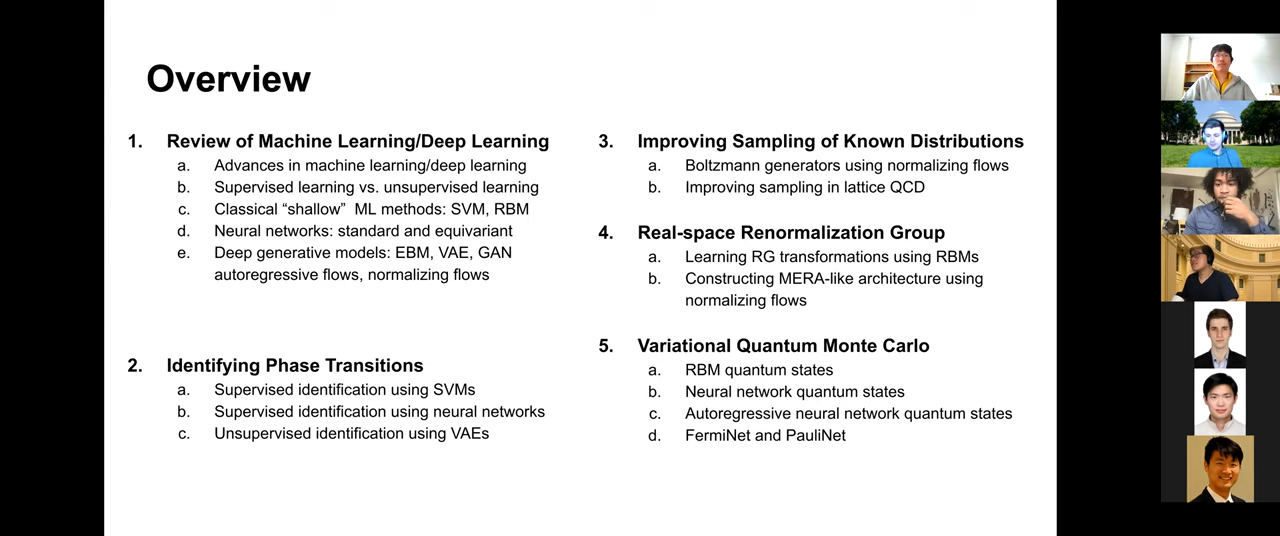 Overview
1. Review of Machine Learning/Deep Learning
a. Advances in machine learning/deep learning
b. Supervised learning vs. unsupervised learning
c. Classical “shallow” ML methods: SVM, RBM
d. Neural networks: standard and equivariant
e. Deep generative models: EBM, VAE, GAN
autoregressive flows, normalizing flows
2. Identifying Phase Transitions
a. Supervised identification using SVMs
b. Supervised identification using neural networks
c. Unsupervised identification using VAEs
3. Improving Sampling of Known Distributions
a. Boltzmann generators using normalizing flows
b. Improving sampling in lattice QCD
4. Real-space Renormalization Group
a. Learning RG transformations using RBMs
b. Constructing MERA-like architecture using
normalizing flows
5. Variational Quantum Monte Carlo
a. RBM quantum states
b. Neural network quantum states
c. Autoregressive neural network quantum states
d. FermiNet and PauliNet